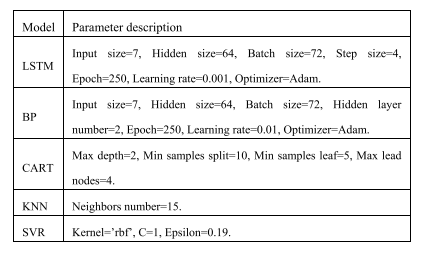 Model Parameter description
LSTM Input size=7, Hidden size=64, Batch size=72, Step size=4,
Epoch=250, Learning rate=0.001, Optimizer=Adam.
BP Input size=7, Hidden size=64, Batch size=72, Hidden layer
number=2, Epoch=250, Learning rate=0.01, Optimizer=Adam.
CART Max depth=2, Min samples split=10, Min samples leaf=5, Max lead
nodes=4.
KNN Neighbors number=15.
SVR Kernel='rbf', C=1, Epsilon=0.19.